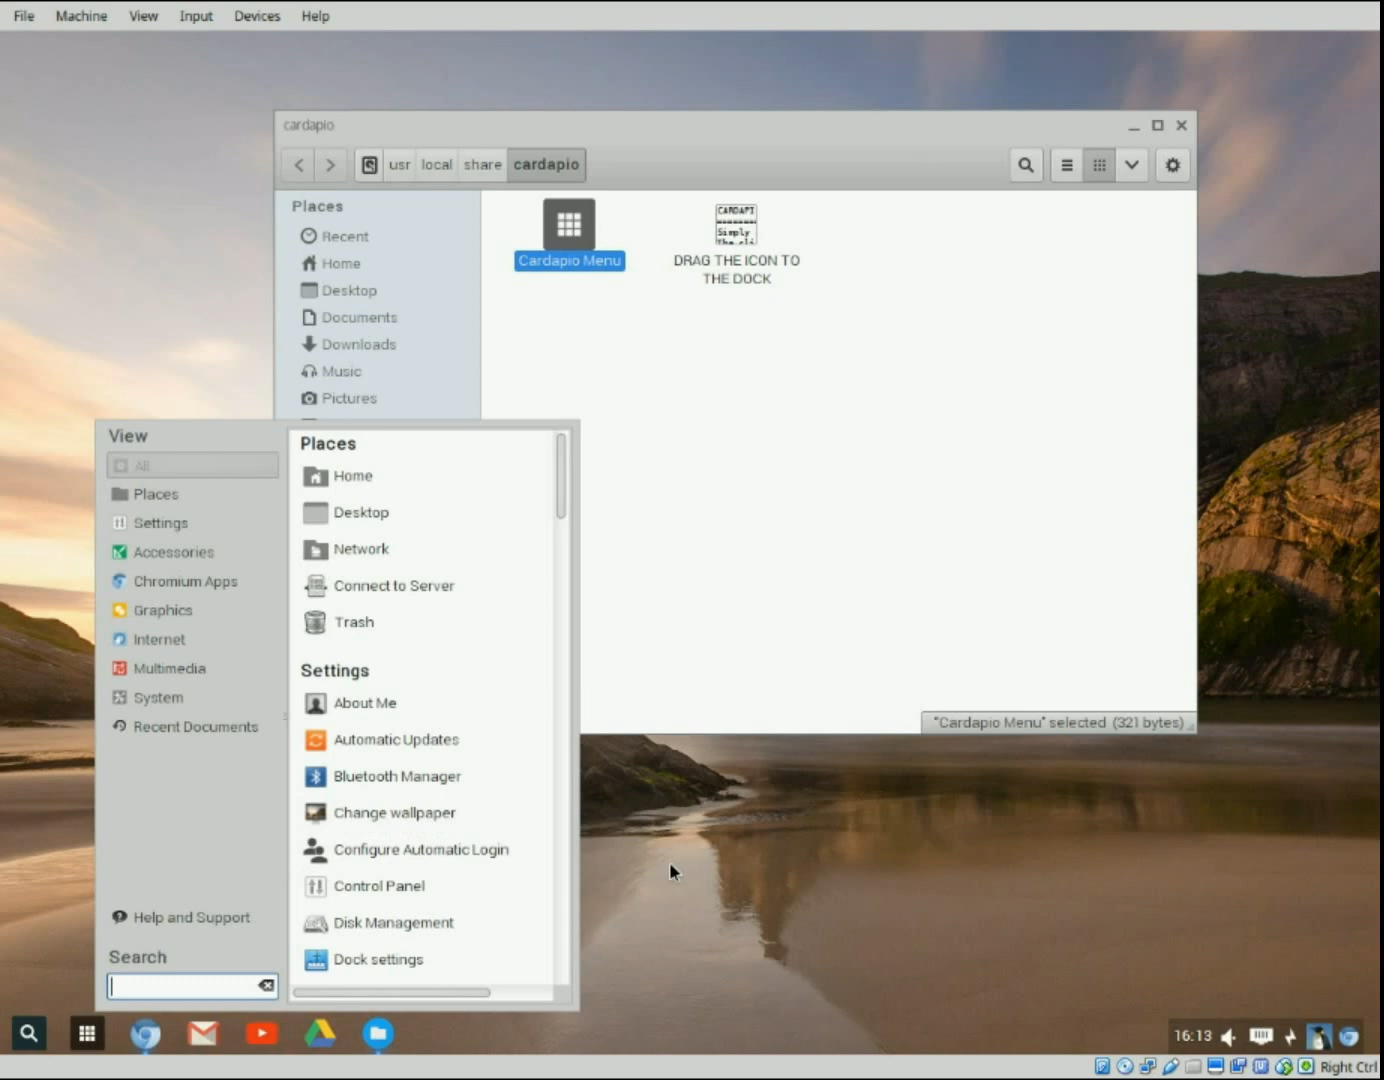 File Machine View Input Devices Help
cardapio
usr local share cardapio
Places
Recent
Home
Desktop
Documents
Downloads
Music
Pictures
Cardapio Menu
CARDAPI
Simply
DRAG THE ICON TO
THE DOCK
"Cardapio Menu" selected (321 bytes)
View
All
Places
Settings
Accessories
Chromium Apps
Graphics
Internet
Multimedia
System
Recent Documents
Help and Support
Search
Places
Home
Desktop
Network
Connect to Server
Trash
Settings
About Me
Automatic Updates
Bluetooth Manager
Change wallpaper
Configure Automatic Login
Control Panel
Disk Management
Dock settings
16:13
Right Ctrl